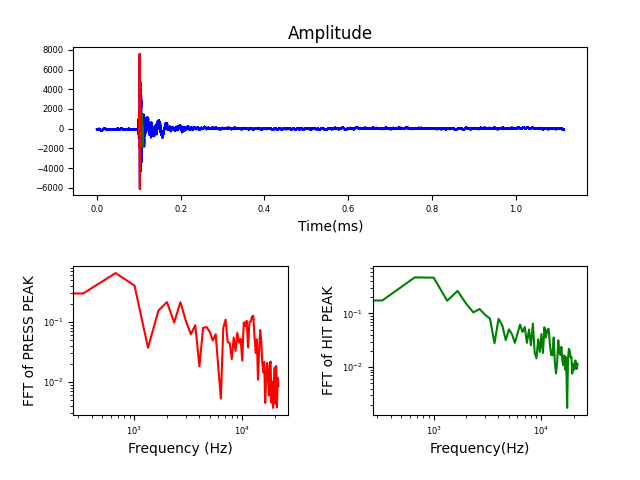 Amplitude
8000
6000
4000
2000
0
−2000
−4000
−6000
0.0 0.2 0.4 0.6 0.8 1.0
Time(ms)
FFT of PRESS PEAK
10⁻¹
10⁻²
10³ 10⁴
Frequency (Hz)
FFT of HIT PEAK
10⁻¹
10⁻²
10³ 10⁴
Frequency(Hz)